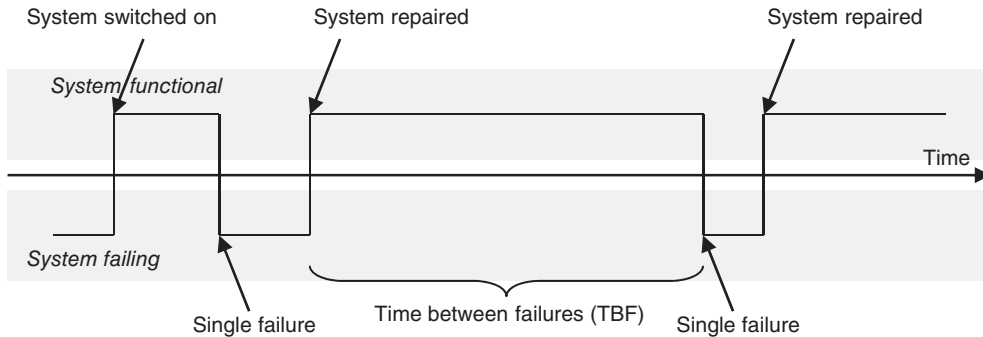 System switched on
System repaired
System repaired
System functional
Time
System failing
Single failure
Time between failures (TBF)
Single failure